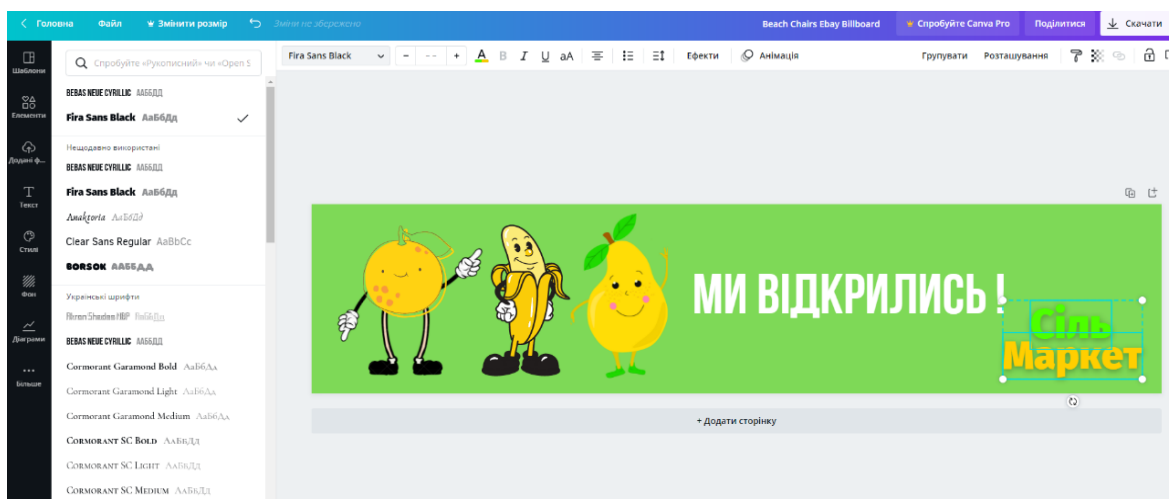 Головна Файл Змінити розмір Зміни не збережено Beach Chairs Ebay Billboard Спробуйте Canva Pro Поділитися Скачати
Шаблони
Елементи
Додані ф...
Текст
Стилі
Фон
Діаграми
Більше
Спробуйте «Рукописний» чи «Open S
BEBAS NEUE CYRILLIC ААБбДД
Fira Sans Black АаБбДд
Нещодавно використані
BEBAS NEUE CYRILLIC ААБбДД
Fira Sans Black АаБбДд
Anaktoria АаБбДд
Clear Sans Regular AaBbCc
BORSOK ААББДД
Українські шрифти
BEBAS NEUE CYRILLIC ААБбДД
Cormorant Garamond Bold АаБбДд
Cormorant Garamond Light АаБбДд
Cormorant Garamond Medium АаБбДд
Cormorant SC Bold АаБбДд
Cormorant SC Light АаБбДд
Cormorant SC Medium АаБбДд
Fira Sans Black - -- + A B I U aA Ефекти Анімація Групувати Розташування
МИ ВІДКРИЛИСЬ !
Сіль
Маркет
+ Додати сторінку